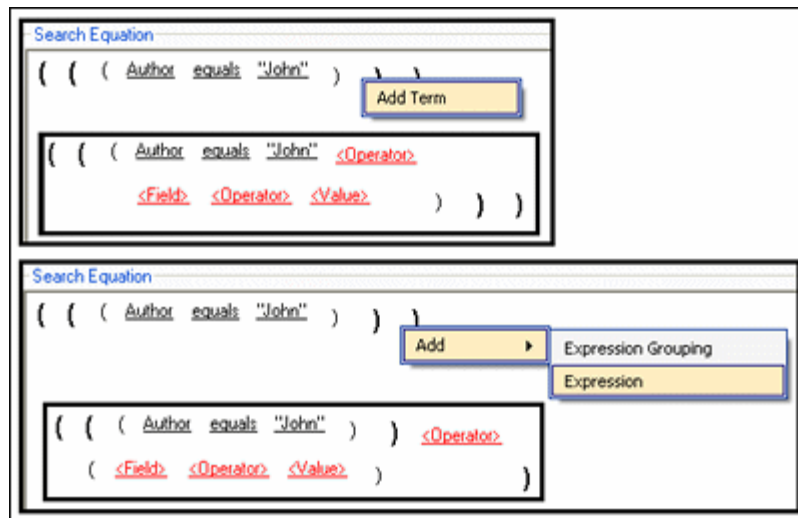 Search Equation
( ( ( Author equals "John" ) ) )
Add Term
( ( ( Author equals "John" <Operator>
<Field> <Operator> <Value> ) ) )
Search Equation
( ( ( Author equals "John" ) ) )
Add
Expression Grouping
Expression
( ( ( Author equals "John" ) ) <Operator>
( <Field> <Operator> <Value> ) )